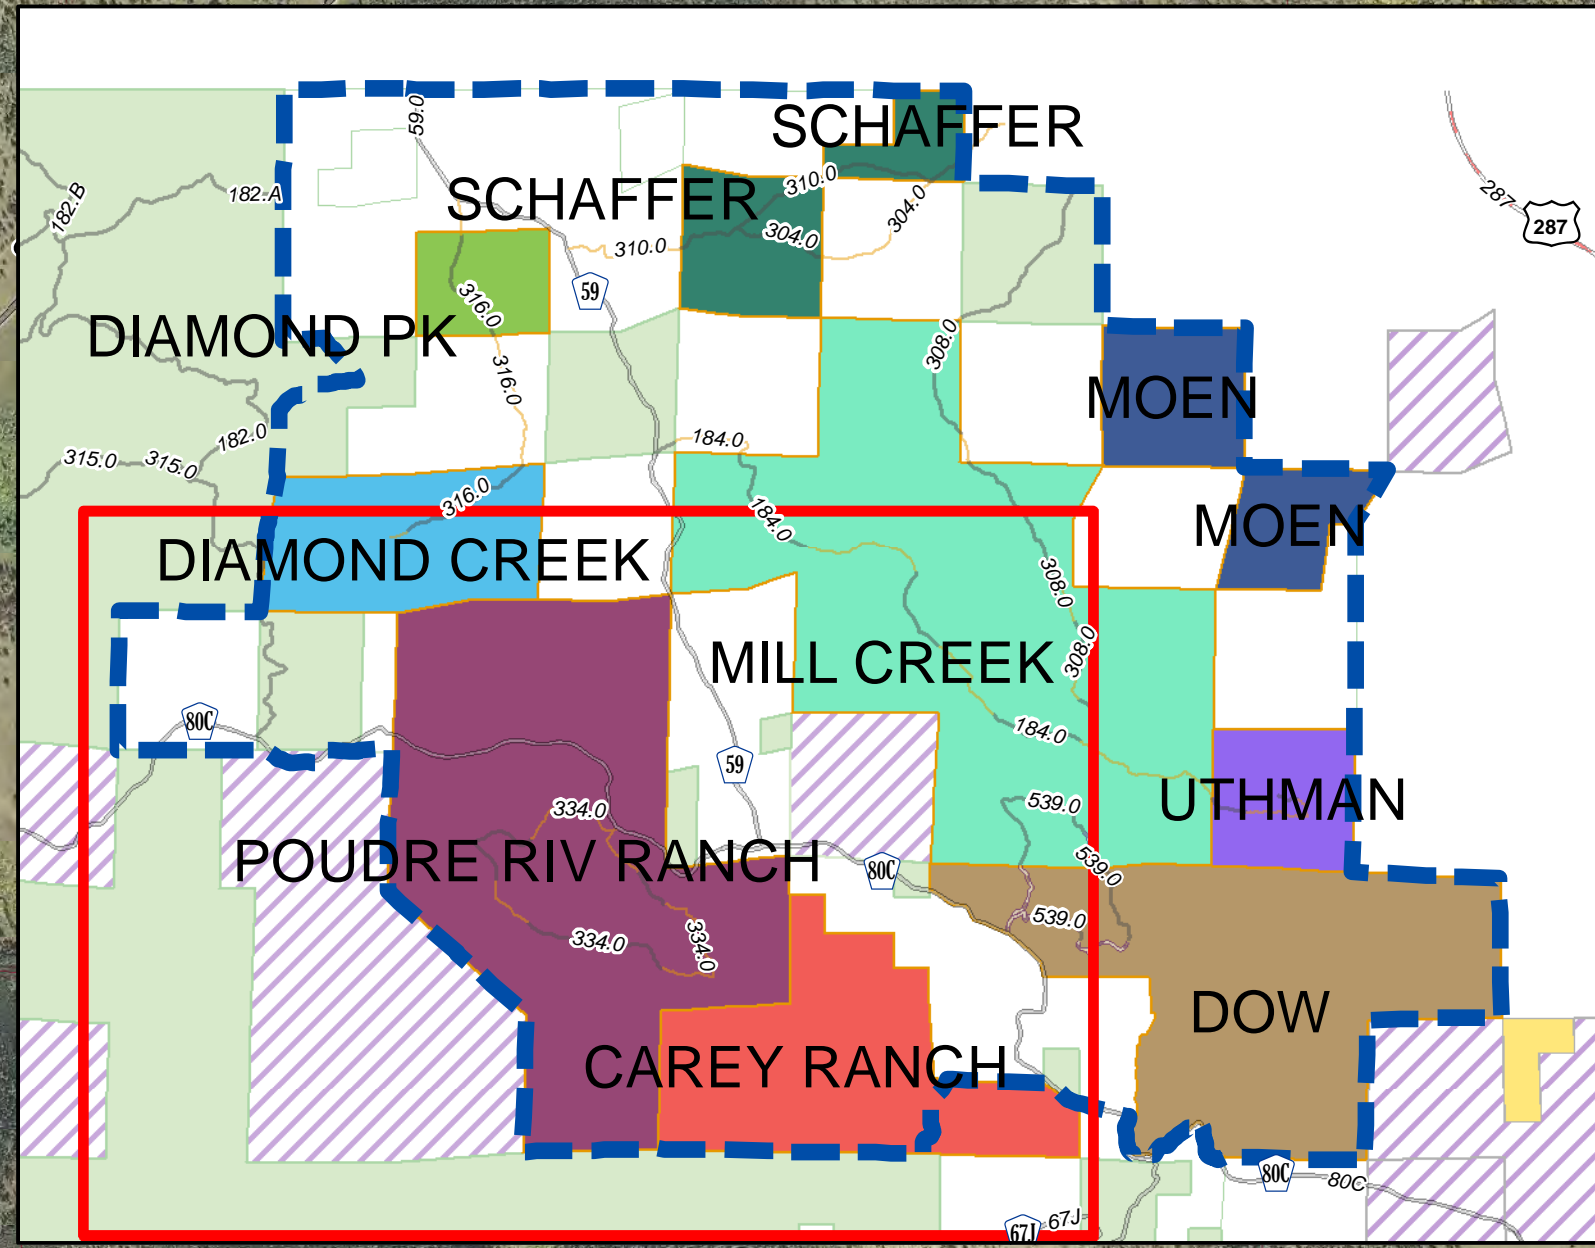 SCHAFFER
59.0
182.B
182.A
310.0
SCHAFFER
304.0
287
287
310.0
304.0
59
316.0
DIAMOND PK
316.0
308.0
MOEN
182.0
184.0
315.0
315.0
316.0
184.0
MOEN
DIAMOND CREEK
308.0
MILL CREEK
308.0
80C
184.0
59
334.0
539.0
UTHMAN
POUDRE RIV RANCH
80C
539.0
334.0
334.0
539.0
DOW
CAREY RANCH
80C
80C
67J
67J